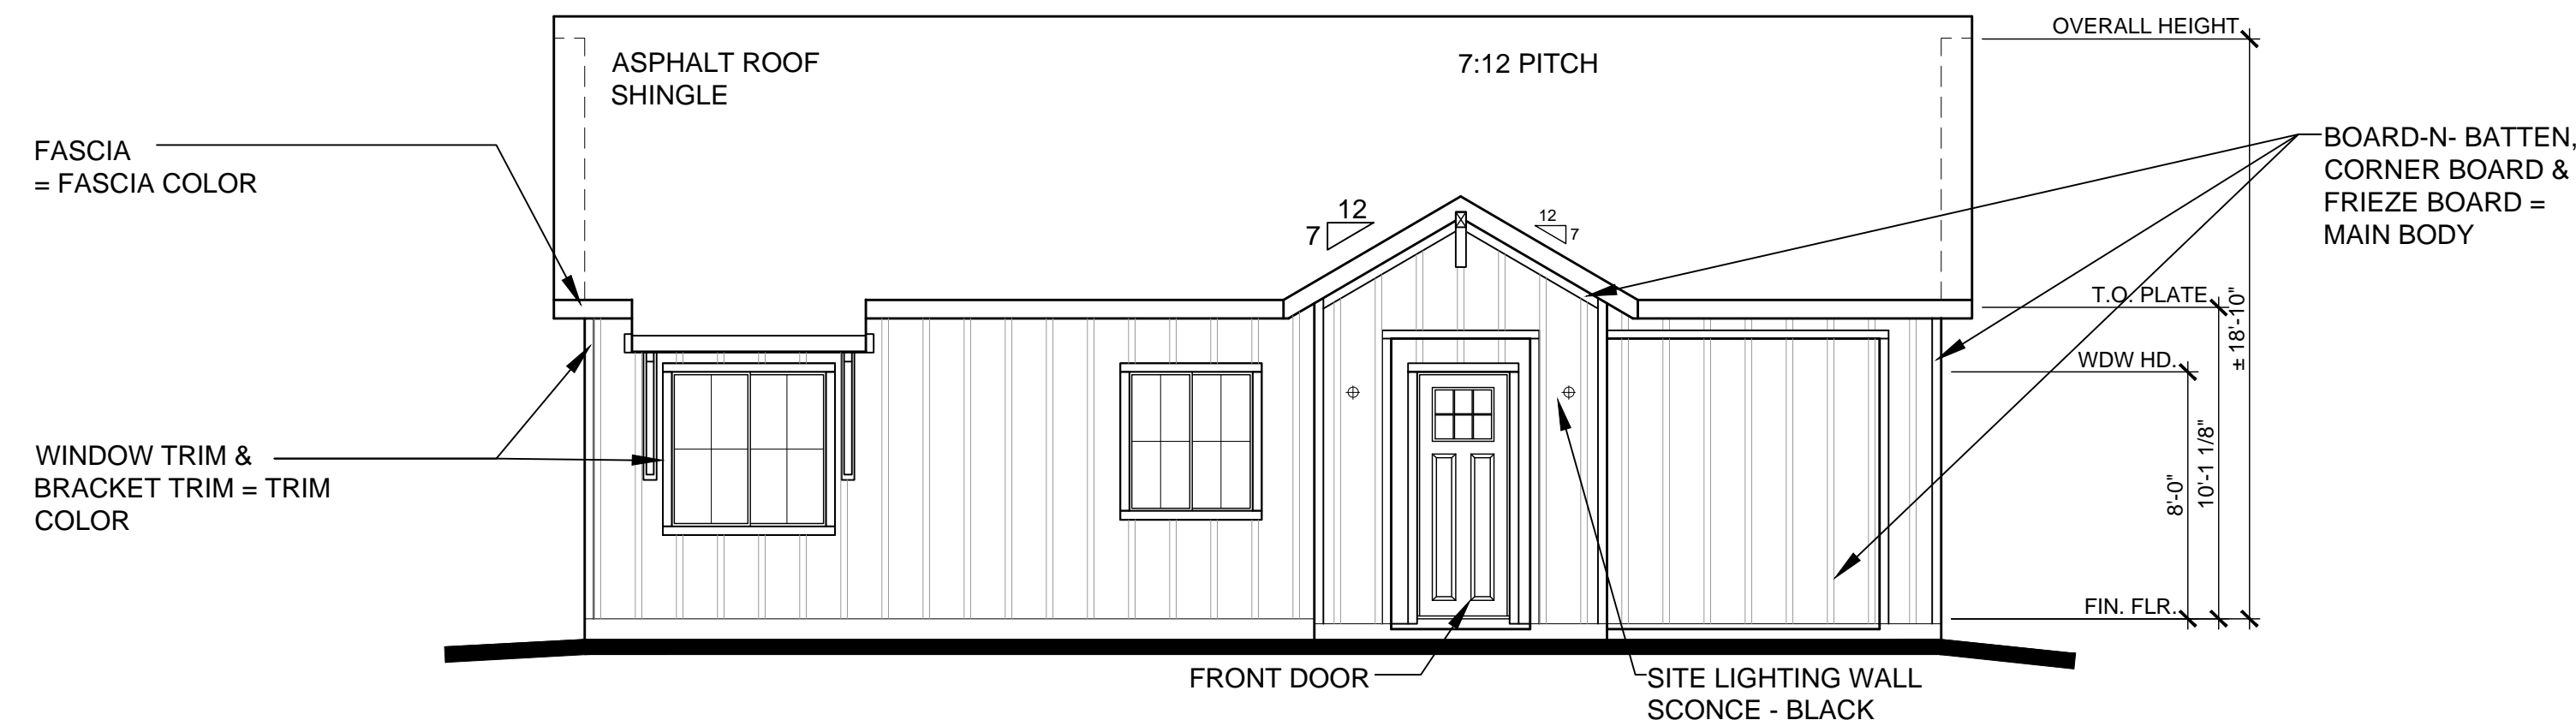 OVERALL HEIGHT
ASPHALT ROOF
SHINGLE
7:12 PITCH
FASCIA
= FASCIA COLOR
BOARD-N- BATTEN,
CORNER BOARD &
FRIEZE BOARD =
MAIN BODY
12
7
12
7
T.O. PLATE
± 18'-10"
WDW HD.
10'-1 1/8"
8'-0"
WINDOW TRIM &
BRACKET TRIM = TRIM
COLOR
FIN. FLR.
FRONT DOOR
SITE LIGHTING WALL
SCONCE - BLACK